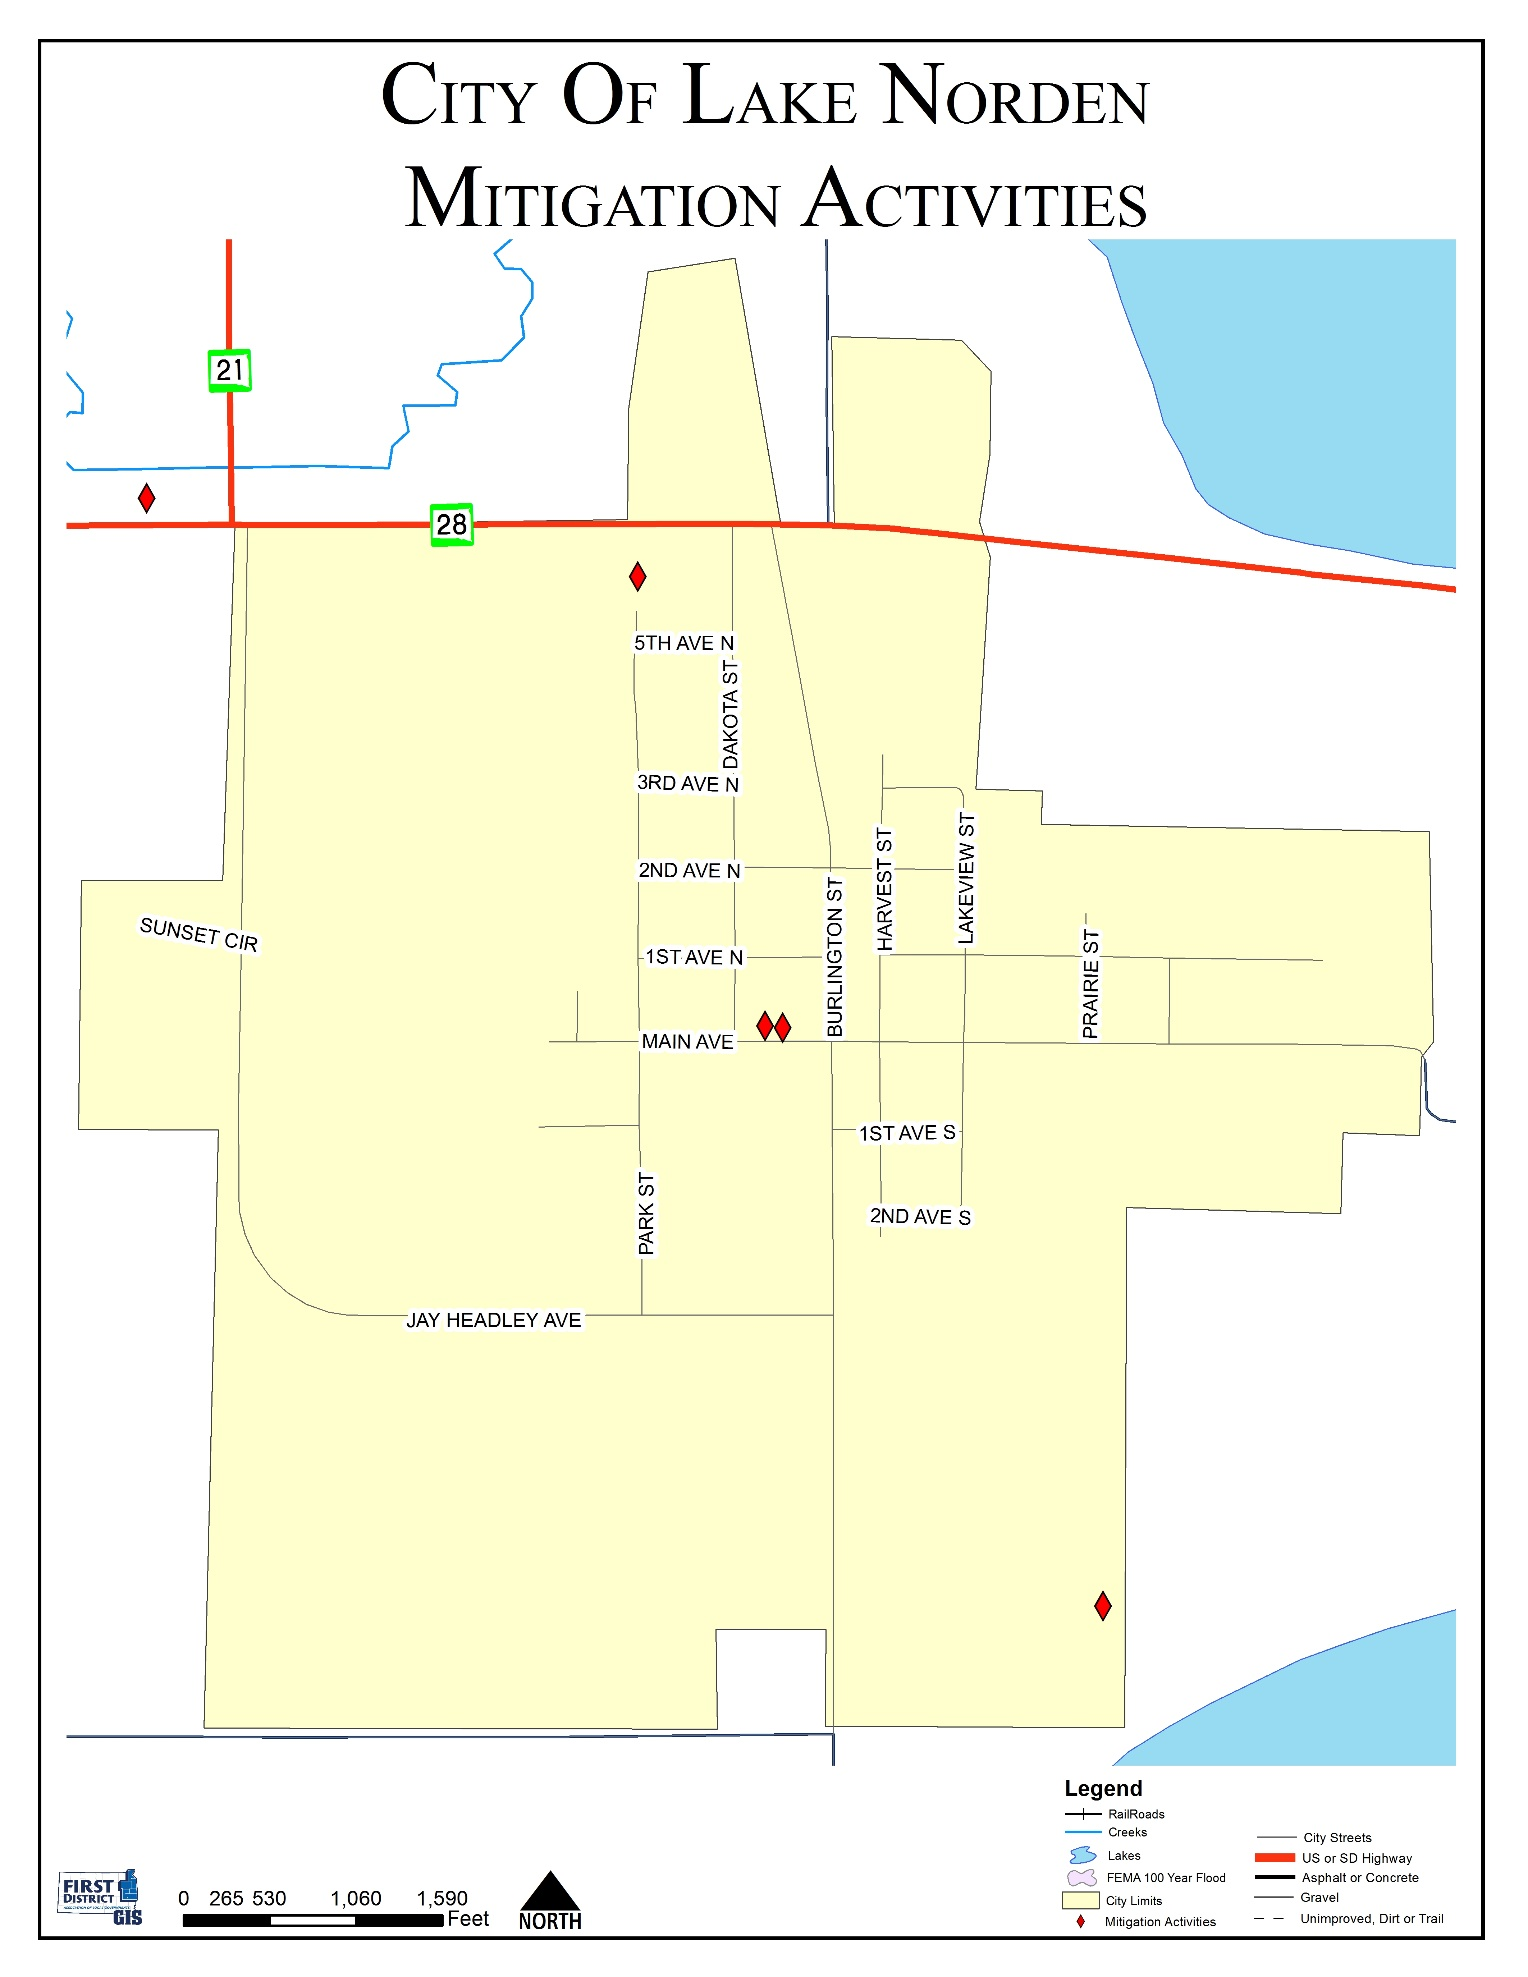 CITY OF LAKE NORDEN
MITIGATION ACTIVITIES
21
28
5TH AVE N
DAKOTA ST
3RD AVE N
2ND AVE N
HARVEST ST
LAKEVIEW ST
BURLINGTON ST
SUNSET CIR
1ST AVE N
PRAIRIE ST
MAIN AVE
1ST AVE S
PARK ST
2ND AVE S
JAY HEADLEY AVE
Legend
RailRoads
Creeks
Lakes
FEMA 100 Year Flood
City Limits
Mitigation Activities
City Streets
US or SD Highway
Asphalt or Concrete
Gravel
Unimproved, Dirt or Trail
FIRST
DISTRICT
ASSOCIATION OF LOCAL GOVERNMENTS
GIS
0 265 530 1,060 1,590
Feet
NORTH